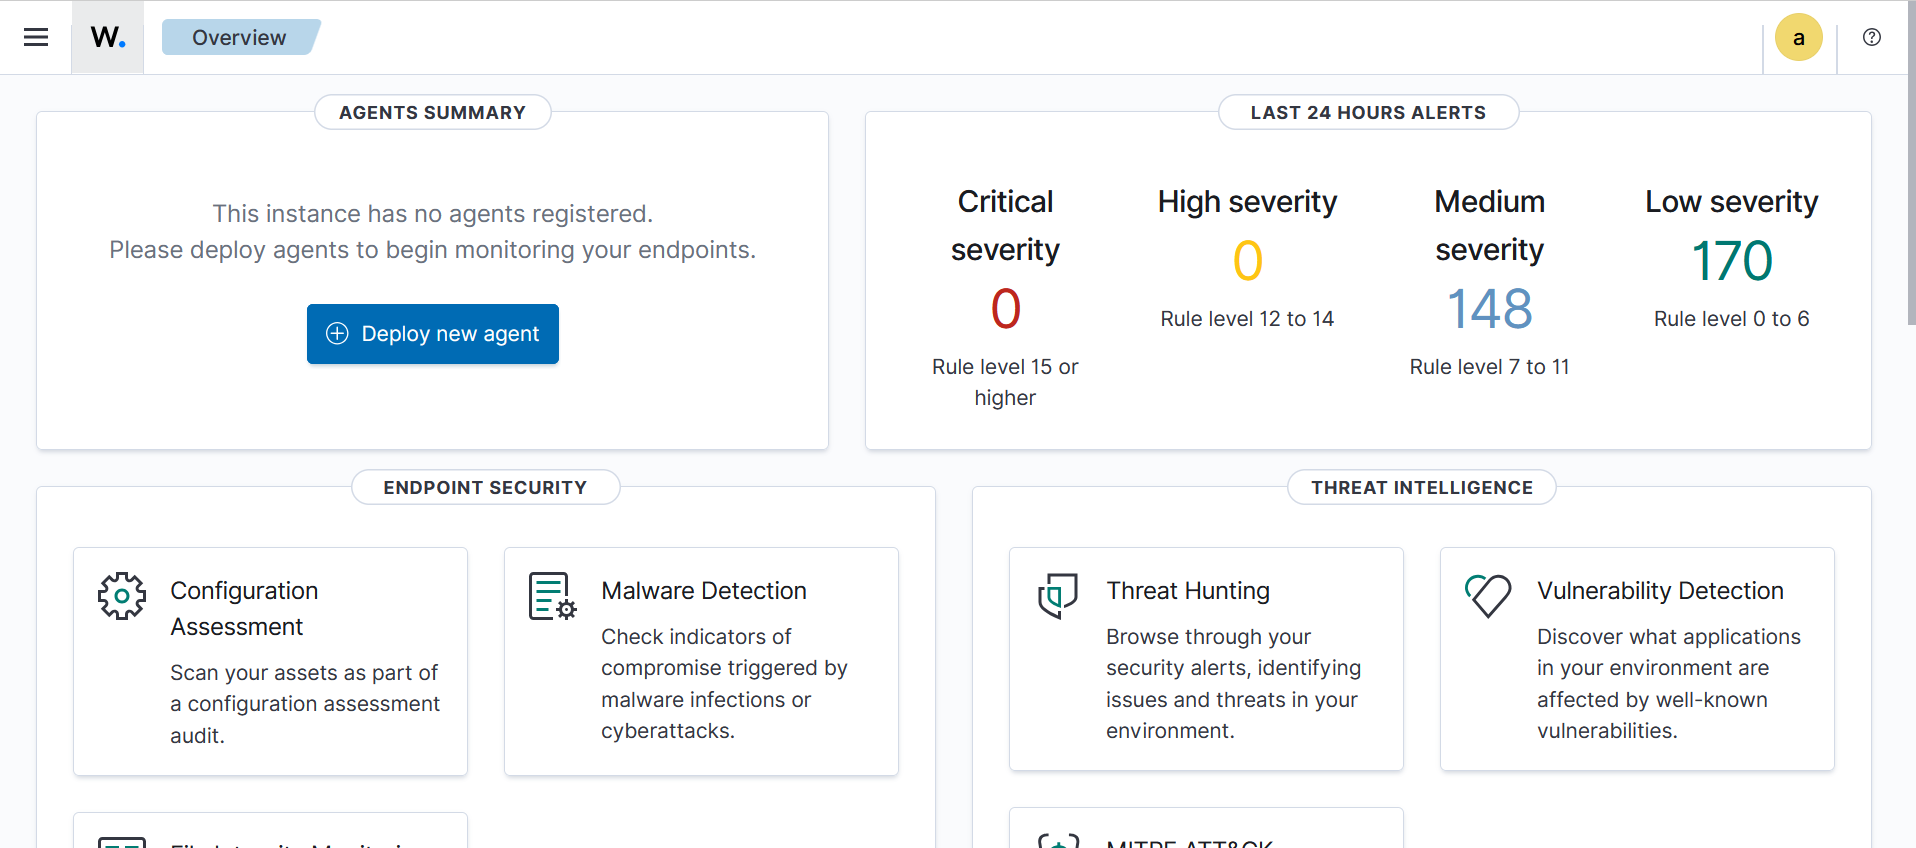 W.
Overview
a
AGENTS SUMMARY
This instance has no agents registered.
Please deploy agents to begin monitoring your endpoints.
Deploy new agent
LAST 24 HOURS ALERTS
Critical
severity
0
Rule level 15 or
higher
High severity
0
Rule level 12 to 14
Medium
severity
148
Rule level 7 to 11
Low severity
170
Rule level 0 to 6
ENDPOINT SECURITY
Configuration
Assessment
Scan your assets as part of
a configuration assessment
audit.
Malware Detection
Check indicators of
compromise triggered by
malware infections or
cyberattacks.
THREAT INTELLIGENCE
Threat Hunting
Browse through your
security alerts, identifying
issues and threats in your
environment.
Vulnerability Detection
Discover what applications
in your environment are
affected by well-known
vulnerabilities.
MITRE ATT&CK